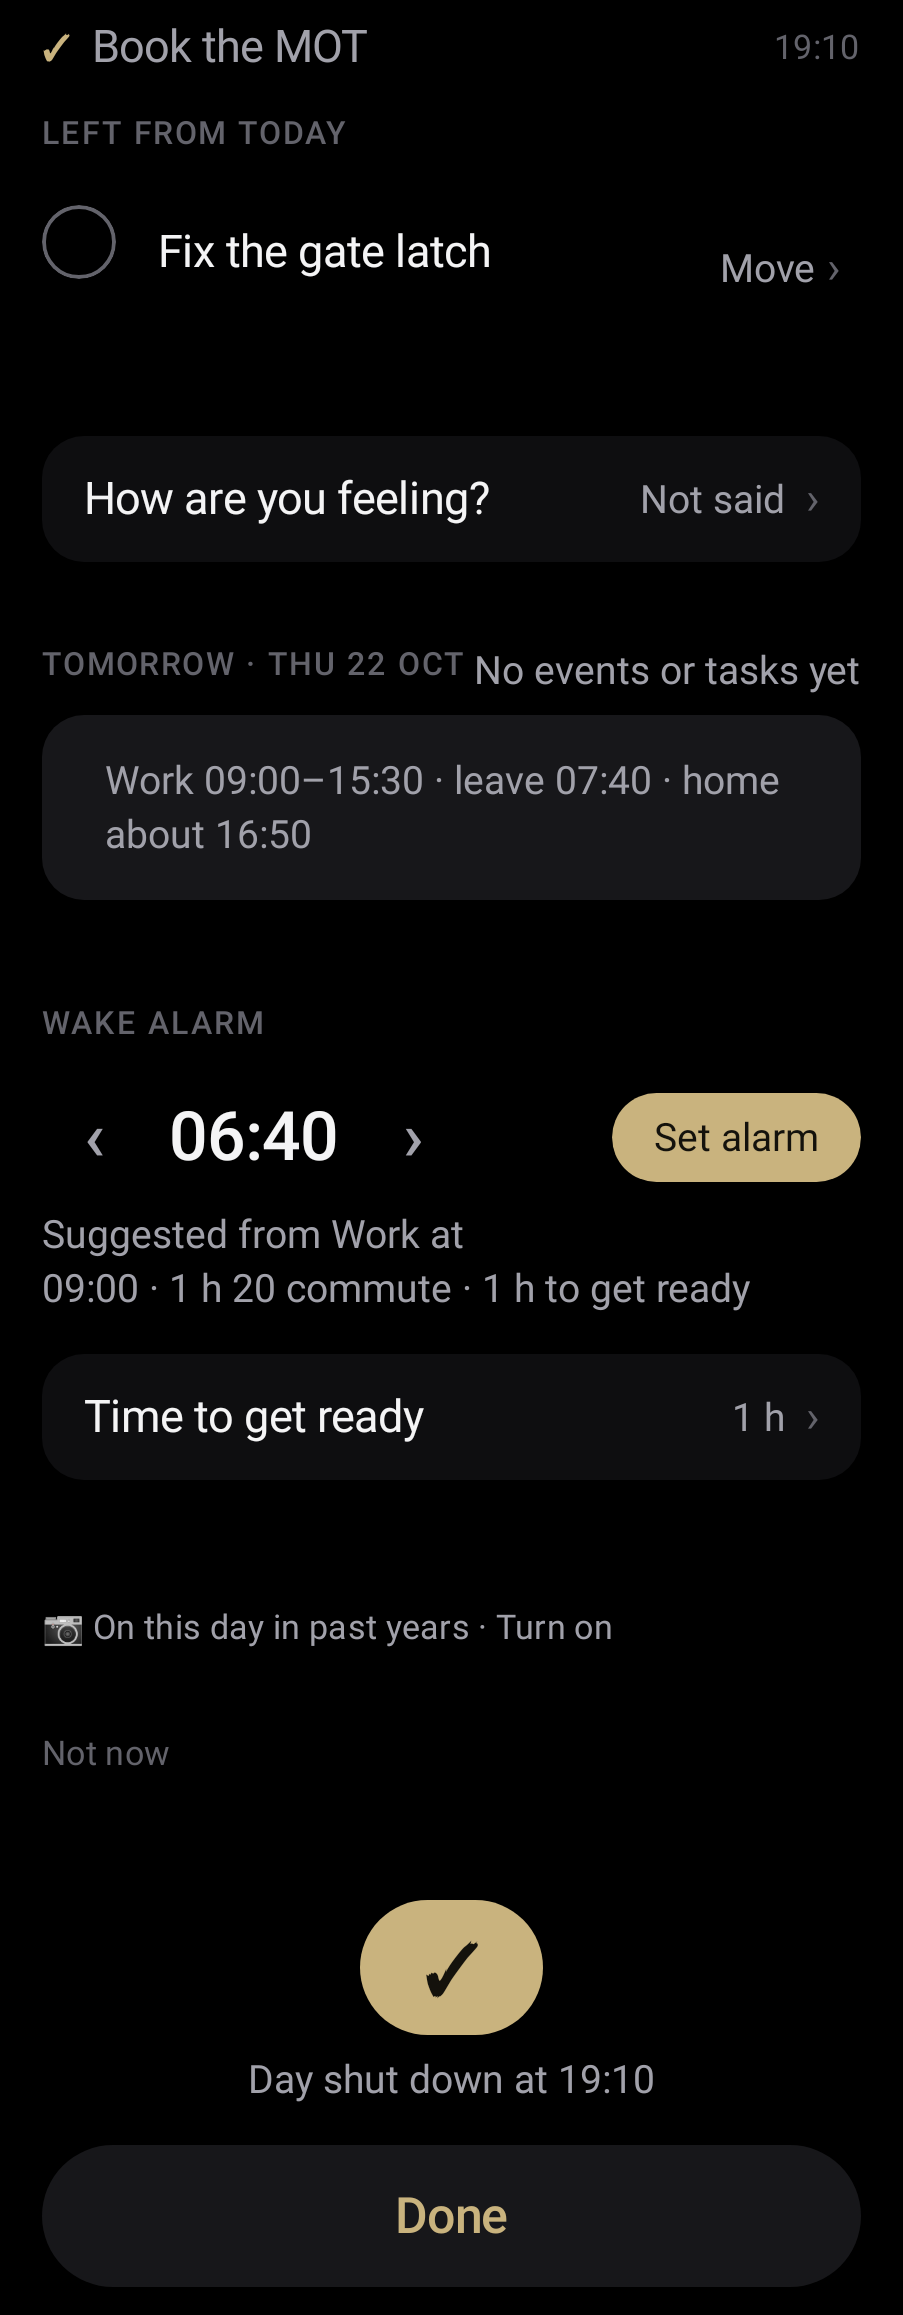 ✓ Book the MOT 19:10
LEFT FROM TODAY
Fix the gate latch
Move ›
How are you feeling? Not said ›
TOMORROW · THU 22 OCT No events or tasks yet
Work 09:00–15:30 · leave 07:40 · home
about 16:50
WAKE ALARM
‹ 06:40 › Set alarm
Suggested from Work at
09:00 · 1 h 20 commute · 1 h to get ready
Time to get ready 1 h ›
📷 On this day in past years · Turn on
Not now
✓
Day shut down at 19:10
Done